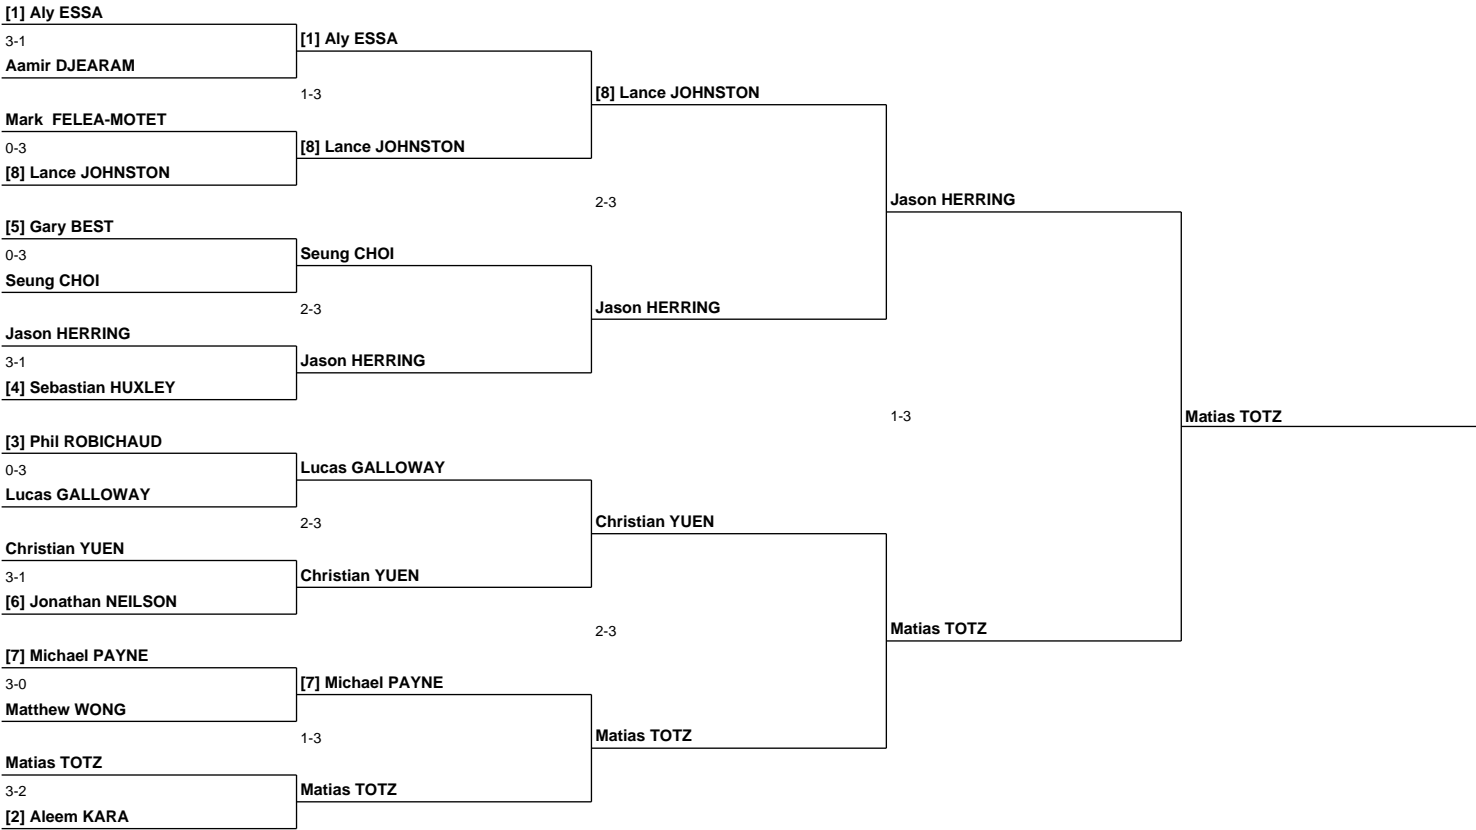 [1] Aly ESSA
3-1
Aamir DJEARAM
Mark  FELEA-MOTET
0-3
[8] Lance JOHNSTON
[5] Gary BEST
0-3
Seung CHOI
Jason HERRING
3-1
[4] Sebastian HUXLEY
[3] Phil ROBICHAUD
0-3
Lucas GALLOWAY
Christian YUEN
3-1
[6] Jonathan NEILSON
[7] Michael PAYNE
3-0
Matthew WONG
Matias TOTZ
3-2
[2] Aleem KARA
[1] Aly ESSA
1-3
[8] Lance JOHNSTON
Seung CHOI
2-3
Jason HERRING
Lucas GALLOWAY
2-3
Christian YUEN
[7] Michael PAYNE
1-3
Matias TOTZ
[8] Lance JOHNSTON
2-3
Jason HERRING
Christian YUEN
2-3
Matias TOTZ
Jason HERRING
1-3
Matias TOTZ
Matias TOTZ